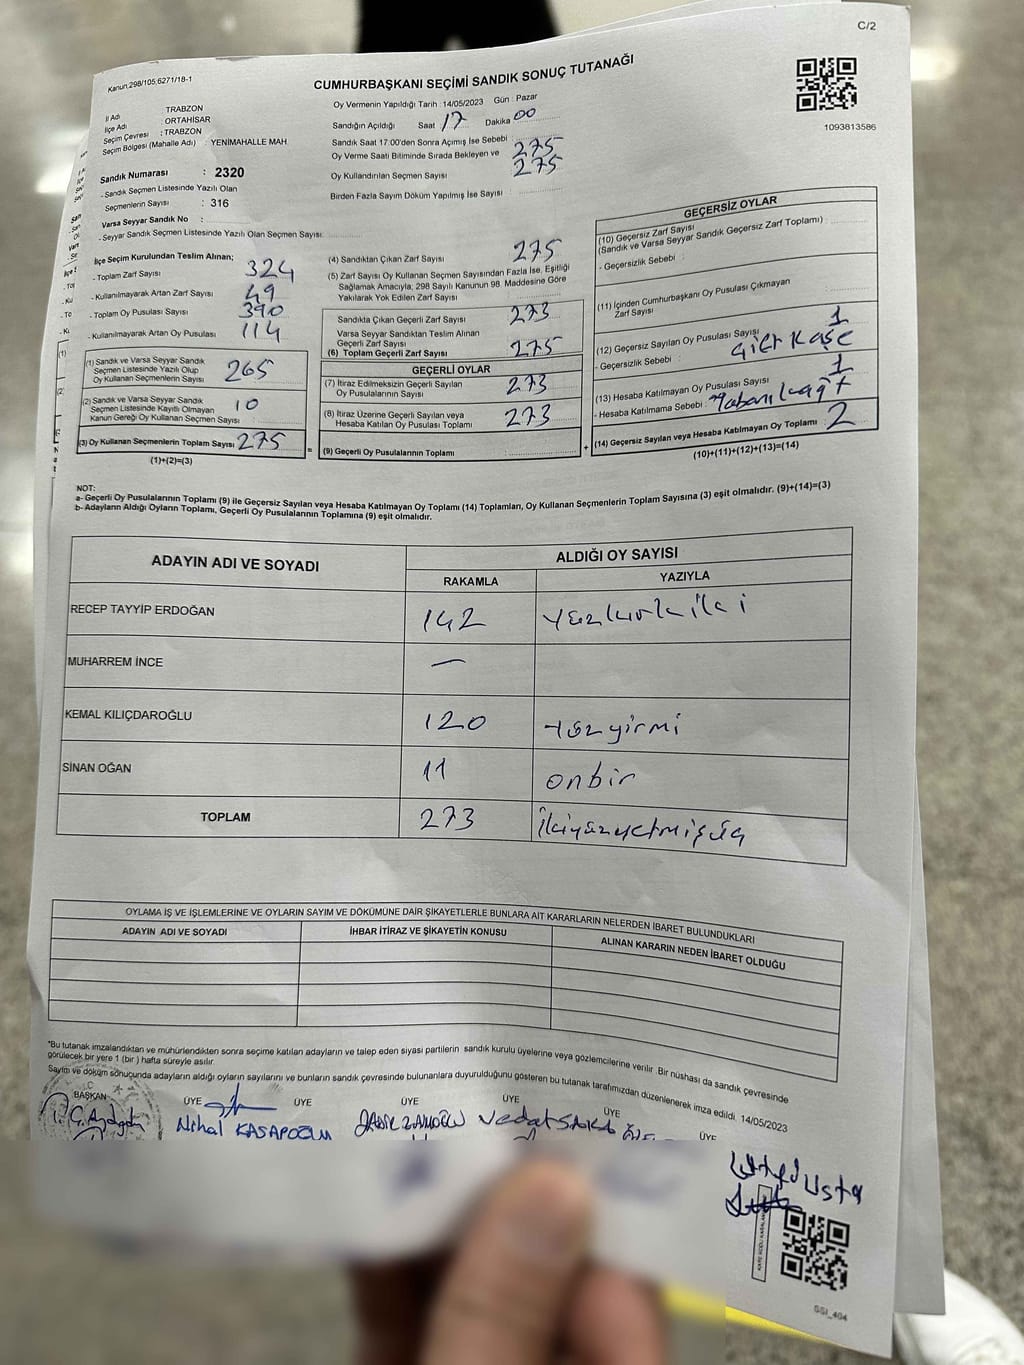 C/2
Kanun:298/105,6271/18-1
CUMHURBAŞKANI SEÇİMİ SANDIK SONUÇ TUTANAĞI
1093813586
İl Adı : TRABZON
İlçe Adı : ORTAHİSAR
Seçim Çevresi : TRABZON
Seçim Bölgesi (Mahalle Adı) : YENİMAHALLE MAH
Sandık Numarası : 2320
- Sandık Seçmen Listesinde Yazılı Olan
Seçmenlerin Sayısı : 316
Varsa Seyyar Sandık No :
- Seyyar Sandık Seçmen Listesinde Yazılı Olan Seçmen Sayısı:
Oy Vermenin Yapıldığı Tarih : 14/05/2023 Gün : Pazar
Sandığın Açıldığı Saat 17 Dakika 00
Sandık Saat 17:00'den Sonra Açımış İse Sebebi :
Oy Verme Saati Bitiminde Sırada Bekleyen ve 275
Oy Kullandırılan Seçmen Sayısı 275
Birden Fazla Sayım Döküm Yapılmış İse Sayısı :
İlçe Seçim Kurulundan Teslim Alınan;
- Toplam Zarf Sayısı 324
- Kullanılmayarak Artan Zarf Sayısı 49
- Toplam Oy Pusulası Sayısı 390
- Kullanılmayarak Artan Oy Pusulası 114
(1) Sandık ve Varsa Seyyar Sandık
Seçmen Listesinde Yazılı Olup
Oy Kullanan Seçmenlerin Sayısı 265
(2) Sandık ve Varsa Seyyar Sandık
Seçmen Listesinde Kayıtlı Olmayan
Kanun Gereği Oy Kullanan Seçmen Sayısı : 10
(3) Oy Kullanan Seçmenlerin Toplam Sayısı 275
(1)+(2)=(3)
=
(4) Sandıktan Çıkan Zarf Sayısı 275
(5) Zarf Sayısı Oy Kullanan Seçmen Sayısından Fazla İse, Eşitliği
Sağlamak Amacıyla, 298 Sayılı Kanunun 98. Maddesine Göre
Yakılarak Yok Edilen Zarf Sayısı
Sandıkta Çıkan Geçerli Zarf Sayısı 273
Varsa Seyyar Sandıktan Teslim Alınan
Geçerli Zarf Sayısı
(6) Toplam Geçerli Zarf Sayısı 275
GEÇERLİ OYLAR
(7) İtiraz Edilmeksizin Geçerli Sayılan
Oy Pusulalarının Sayısı 273
(8) İtiraz Üzerine Geçerli Sayılan veya
Hesaba Katılan Oy Pusulası Toplamı 273
(9) Geçerli Oy Pusulalarının Toplamı :
+
GEÇERSİZ OYLAR
(10) Geçersiz Zarf Sayısı
(Sandık ve Varsa Seyyar Sandık Geçersiz Zarf Toplamı) :
- Geçersizlik Sebebi :
(11) İçinden Cumhurbaşkanı Oy Pusulası Çıkmayan
Zarf Sayısı :
(12) Geçersiz Sayılan Oy Pusulası Sayısı 1
- Geçersizlik Sebebi : Çift Kaşe
(13) Hesaba Katılmayan Oy Pusulası Sayısı 1
- Hesaba Katılmama Sebebi :
(14) Geçersiz Sayılan veya Hesaba Katılmayan Oy Toplamı : 2
(10)+(11)+(12)+(13)=(14)
NOT:
a- Geçerli Oy Pusulalarının Toplamı (9) ile Geçersiz Sayılan veya Hesaba Katılmayan Oy Toplamı (14) Toplamları, Oy Kullanan Seçmenlerin Toplam Sayısına (3) eşit olmalıdır. (9)+(14)=(3)
b- Adayların Aldığı Oyların Toplamı, Geçerli Oy Pusulalarının Toplamına (9) eşit olmalıdır.
ADAYIN ADI VE SOYADI
ALDIĞI OY SAYISI
RAKAMLA YAZIYLA
RECEP TAYYİP ERDOĞAN 142 yüzkırkiki
MUHARREM İNCE —
KEMAL KILIÇDAROĞLU 120 yüzyirmi
SİNAN OĞAN 11 onbir
TOPLAM 273 ikiyüzyetmişüç
OYLAMA İŞ VE İŞLEMLERİNE VE OYLARIN SAYIM VE DÖKÜMÜNE DAİR ŞİKAYETLERLE BUNLARA AİT KARARLARIN NELERDEN İBARET BULUNDUKLARI
ADAYIN ADI VE SOYADI İHBAR İTİRAZ VE ŞİKAYETİN KONUSU ALINAN KARARIN NEDEN İBARET OLDUĞU
*Bu tutanak imzalandıktan ve mühürlendikten sonra seçime katılan adayların ve talep eden siyasi partilerin sandık kurulu üyelerine veya gözlemcilerine verilir. Bir nüshası da sandık çevresinde
görülecek bir yere 1 (bir ) hafta süreyle asılır.
Sayım ve döküm sonucunda adayların aldığı oyların sayılarını ve bunların sandık çevresinde bulunanlara duyurulduğunu gösteren bu tutanak tarafımızdan düzenlenerek imza edildi. 14/05/2023
BAŞKAN ÜYE ÜYE ÜYE ÜYE ÜYE ÜYE
Nihal KASAPOĞLU
Vedat
Usta
GSI_404